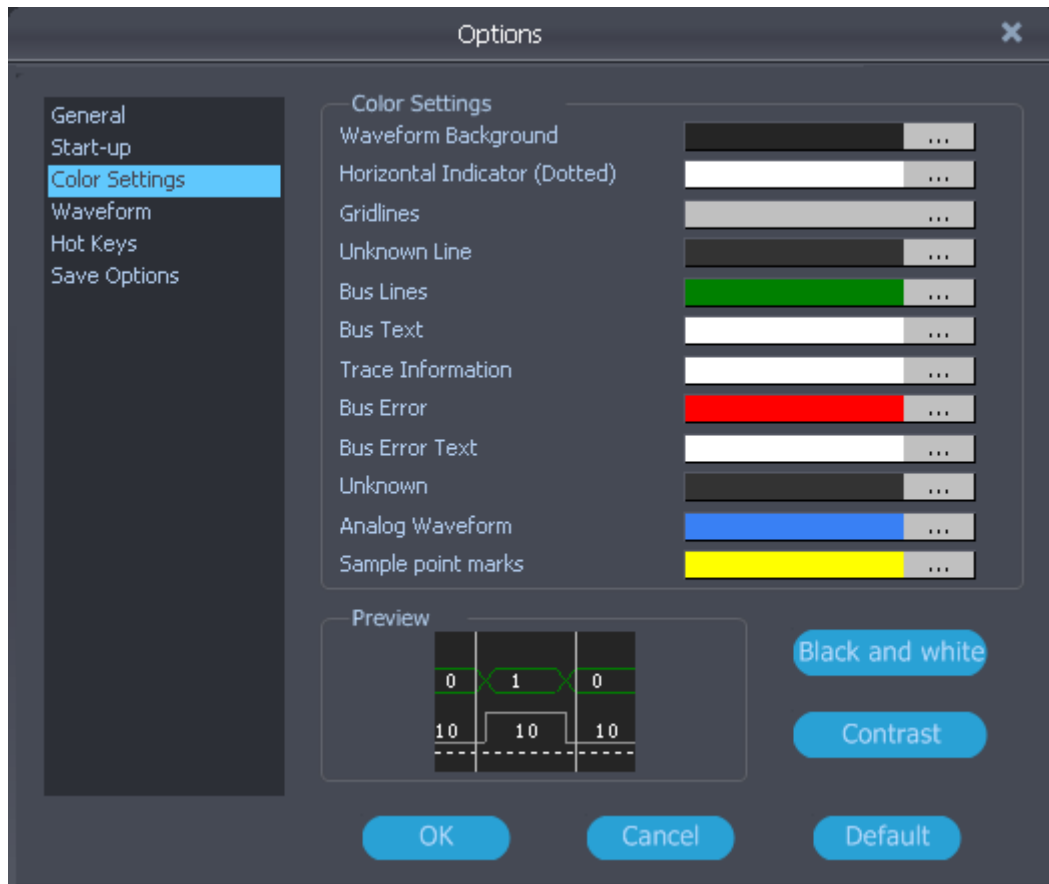 Options
General
Start-up
Color Settings
Waveform
Hot Keys
Save Options
Color Settings
Waveform Background ...
Horizontal Indicator (Dotted) ...
Gridlines ...
Unknown Line ...
Bus Lines ...
Bus Text ...
Trace Information ...
Bus Error ...
Bus Error Text ...
Unknown ...
Analog Waveform ...
Sample point marks ...
Preview
0 1 0
10 10 10
Black and white
Contrast
OK Cancel Default